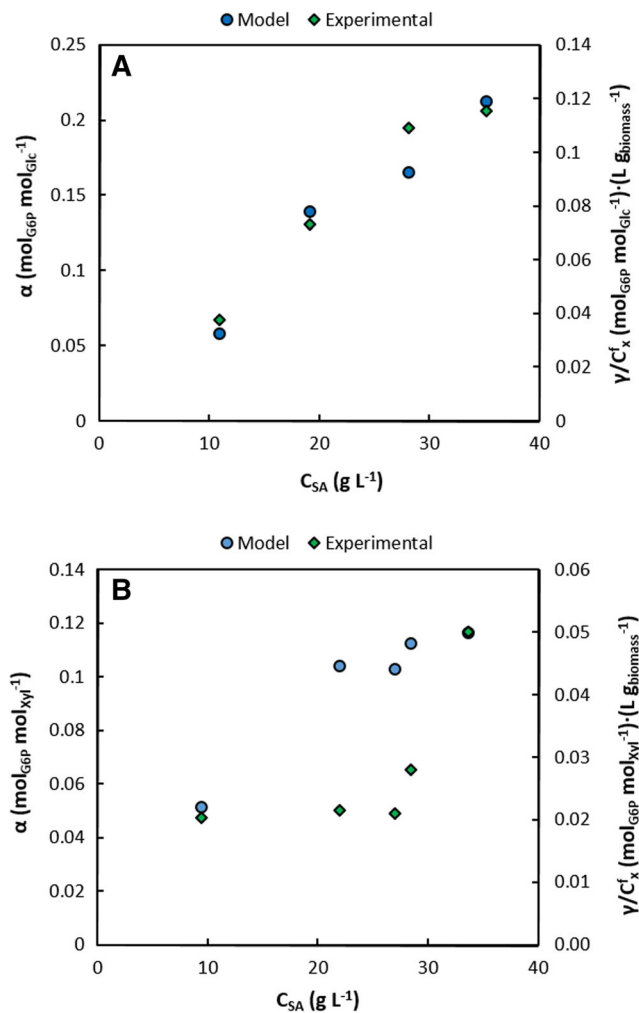 Model Experimental
A
0.25
0.2
0.15
0.1
0.05
0
0.14
0.12
0.1
0.08
0.06
0.04
0.02
0
0 10 20 30 40
α (mol_G6P mol_Glc⁻¹)
γ/Cᶠₓ (mol_G6P mol_Glc⁻¹)·(L g_biomass⁻¹)
C_SA (g L⁻¹)
Model Experimental
B
0.14
0.12
0.1
0.08
0.06
0.04
0.02
0
0.06
0.05
0.04
0.03
0.02
0.01
0.00
0 10 20 30 40
α (mol_G6P mol_Xyl⁻¹)
γ/Cᶠₓ (mol_G6P mol_Xyl⁻¹)·(L g_biomass⁻¹)
C_SA (g L⁻¹)